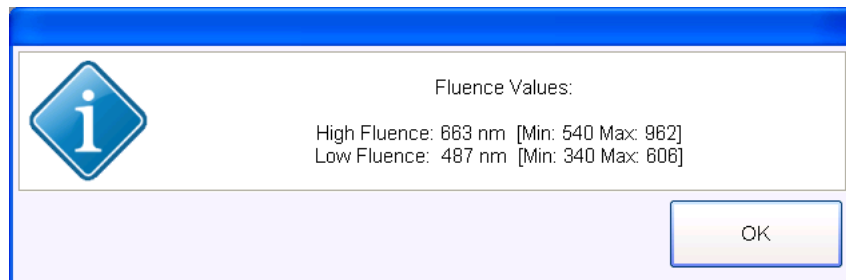 Fluence Values:
High Fluence: 663 nm [Min: 540 Max: 962]
Low Fluence: 487 nm [Min: 340 Max: 606]
OK